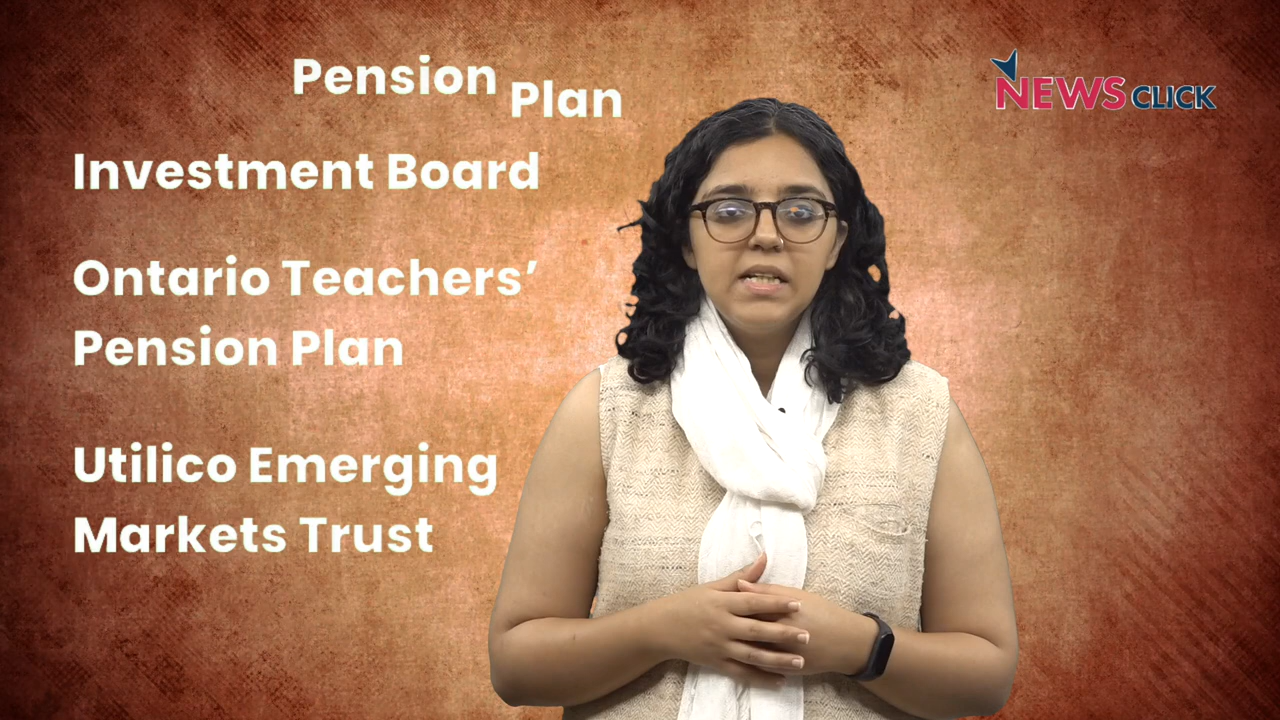 Pension Plan
Investment Board
Ontario Teachers’
Pension Plan
Utilico Emerging
Markets Trust
NEWSCLICK